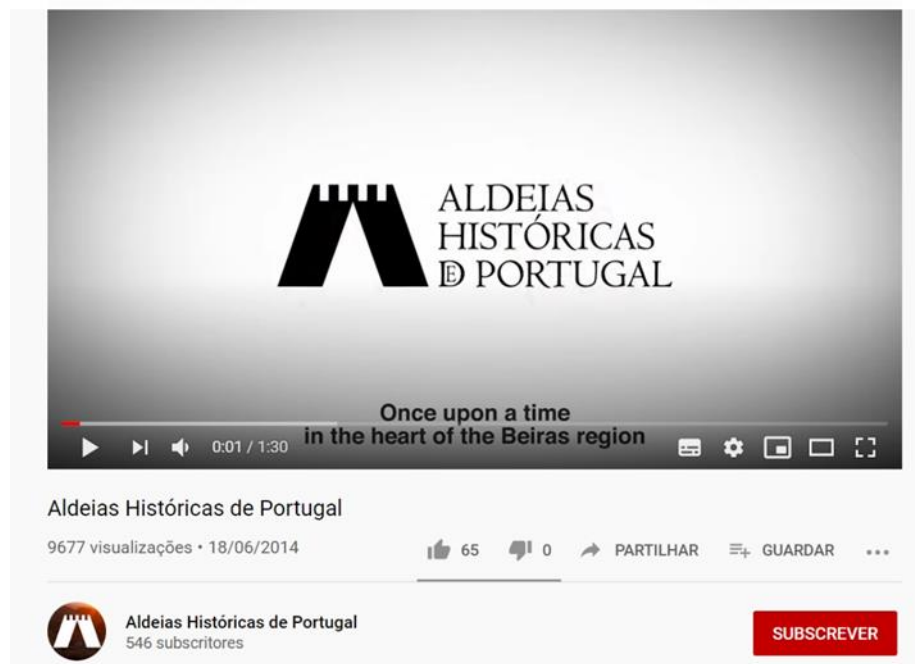 ALDEIAS
HISTÓRICAS
DE PORTUGAL
Once upon a time
in the heart of the Beiras region
0:01 / 1:30
Aldeias Históricas de Portugal
9677 visualizações • 18/06/2014
65 0 PARTILHAR GUARDAR
Aldeias Históricas de Portugal
546 subscritores
SUBSCREVER